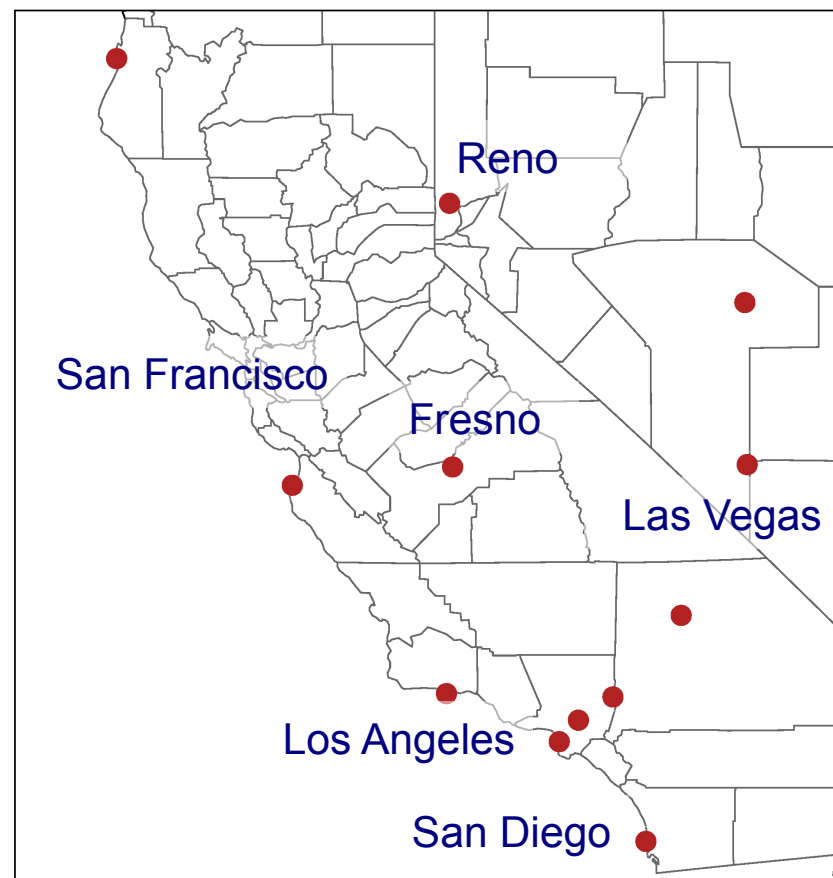 Reno
San Francisco
Fresno
Las Vegas
Los Angeles
San Diego